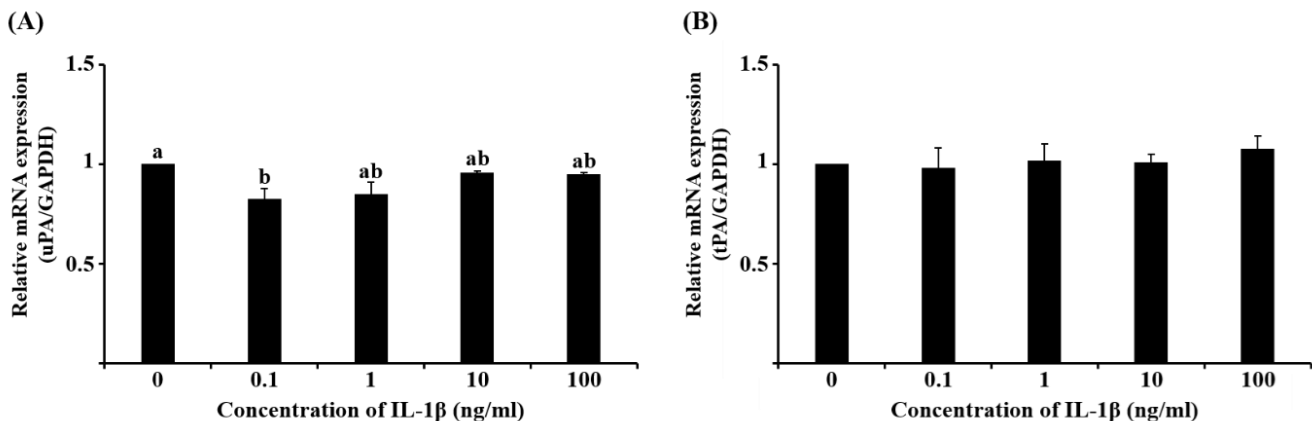 (A)
1.5
1
0.5
Relative mRNA expression
(uPA/GAPDH)
a
b
ab
ab
ab
0 0.1 1 10 100
Concentration of IL-1β (ng/ml)
(B)
1.5
1
0.5
Relative mRNA expression
(tPA/GAPDH)
0 0.1 1 10 100
Concentration of IL-1β (ng/ml)